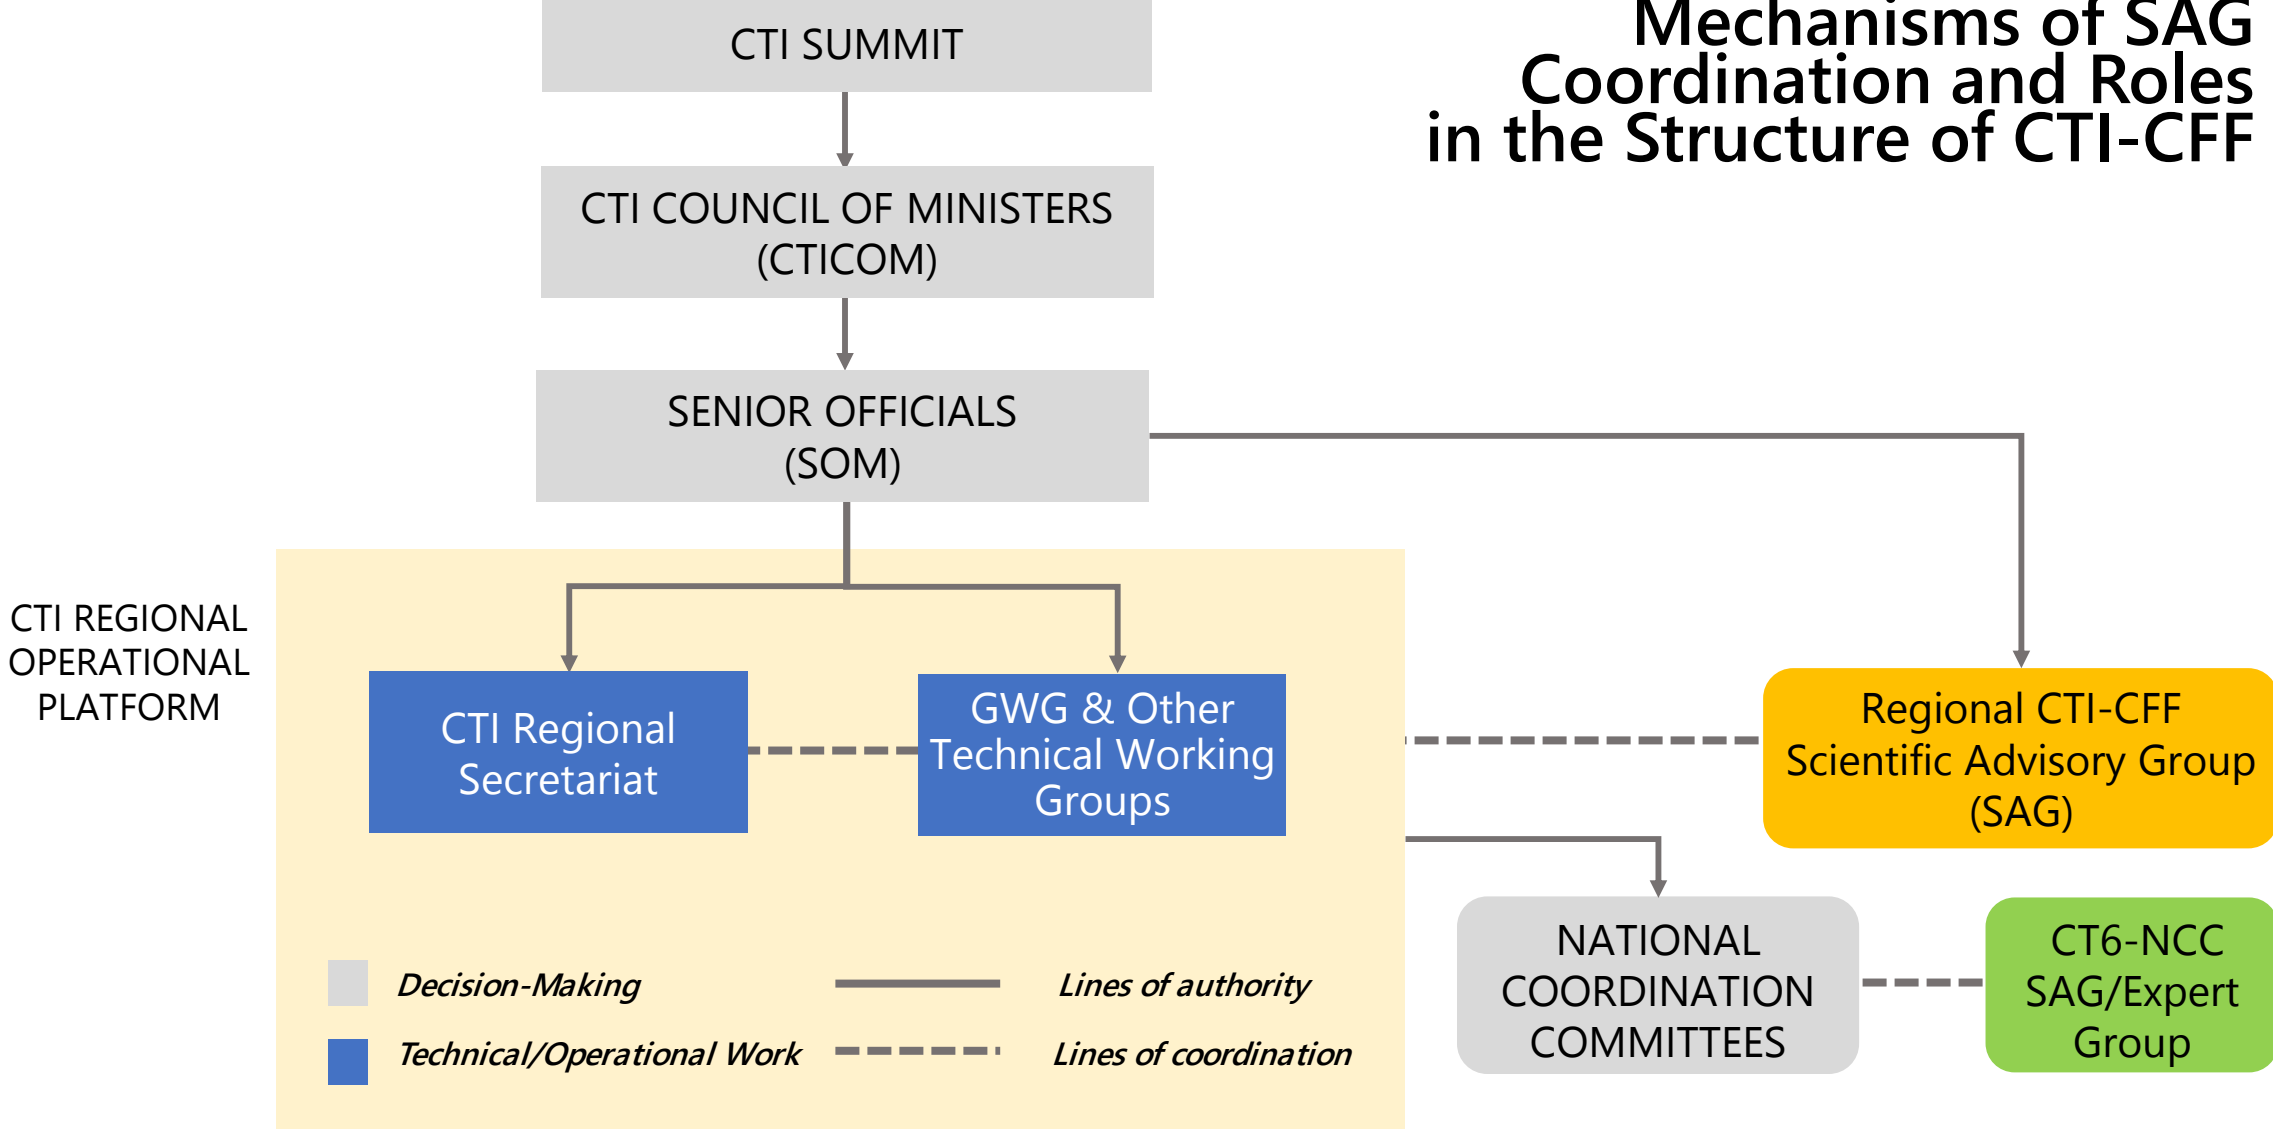 Mechanisms of SAG
Coordination and Roles
in the Structure of CTI-CFF
CTI SUMMIT
CTI COUNCIL OF MINISTERS
(CTICOM)
SENIOR OFFICIALS
(SOM)
CTI REGIONAL
OPERATIONAL
PLATFORM
CTI Regional
Secretariat
GWG & Other
Technical Working
Groups
Regional CTI-CFF
Scientific Advisory Group
(SAG)
NATIONAL
COORDINATION
COMMITTEES
CT6-NCC
SAG/Expert
Group
Decision-Making
Lines of authority
Technical/Operational Work
Lines of coordination